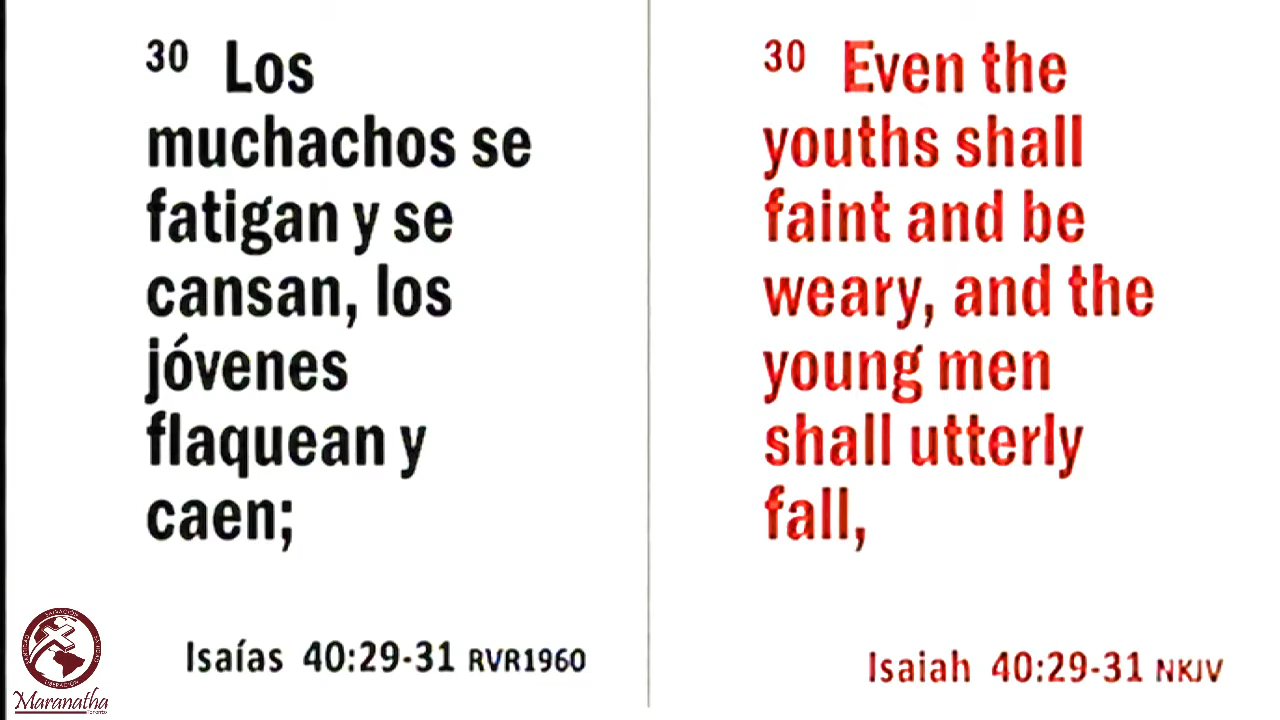 30 Los
muchachos se
fatigan y se
cansan, los
jóvenes
flaquean y
caen;
Isaías 40:29-31 RVR1960
30 Even the
youths shall
faint and be
weary, and the
young men
shall utterly
fall,
Isaiah 40:29-31 NKJV
SALVACIÓN
LIBERACIÓN
Maranatha